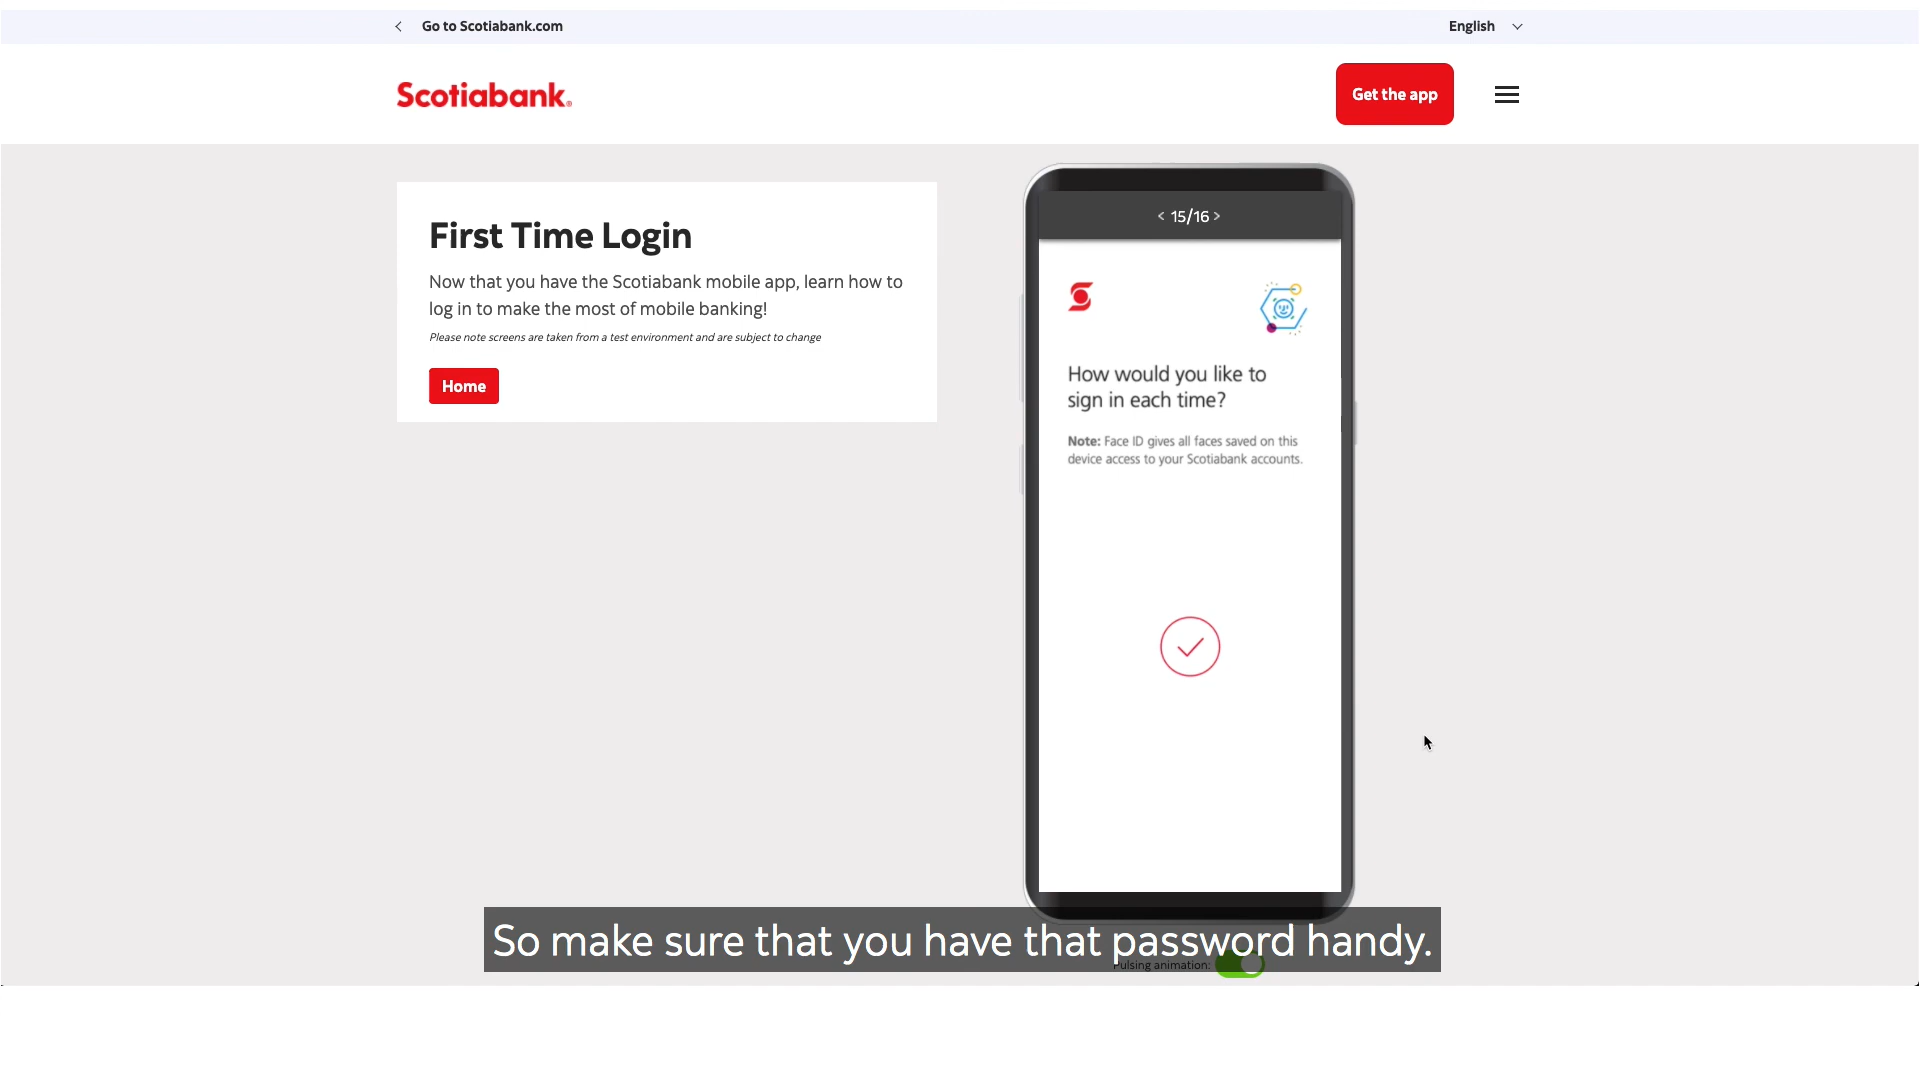 Go to Scotiabank.com
English
Scotiabank®
Get the app
First Time Login
Now that you have the Scotiabank mobile app, learn how to
log in to make the most of mobile banking!
Please note screens are taken from a test environment and are subject to change
Home
< 15/16 >
How would you like to
sign in each time?
Note: Face ID gives all faces saved on this
device access to your Scotiabank accounts.
So make sure that you have that password handy.
Pulsing animation: